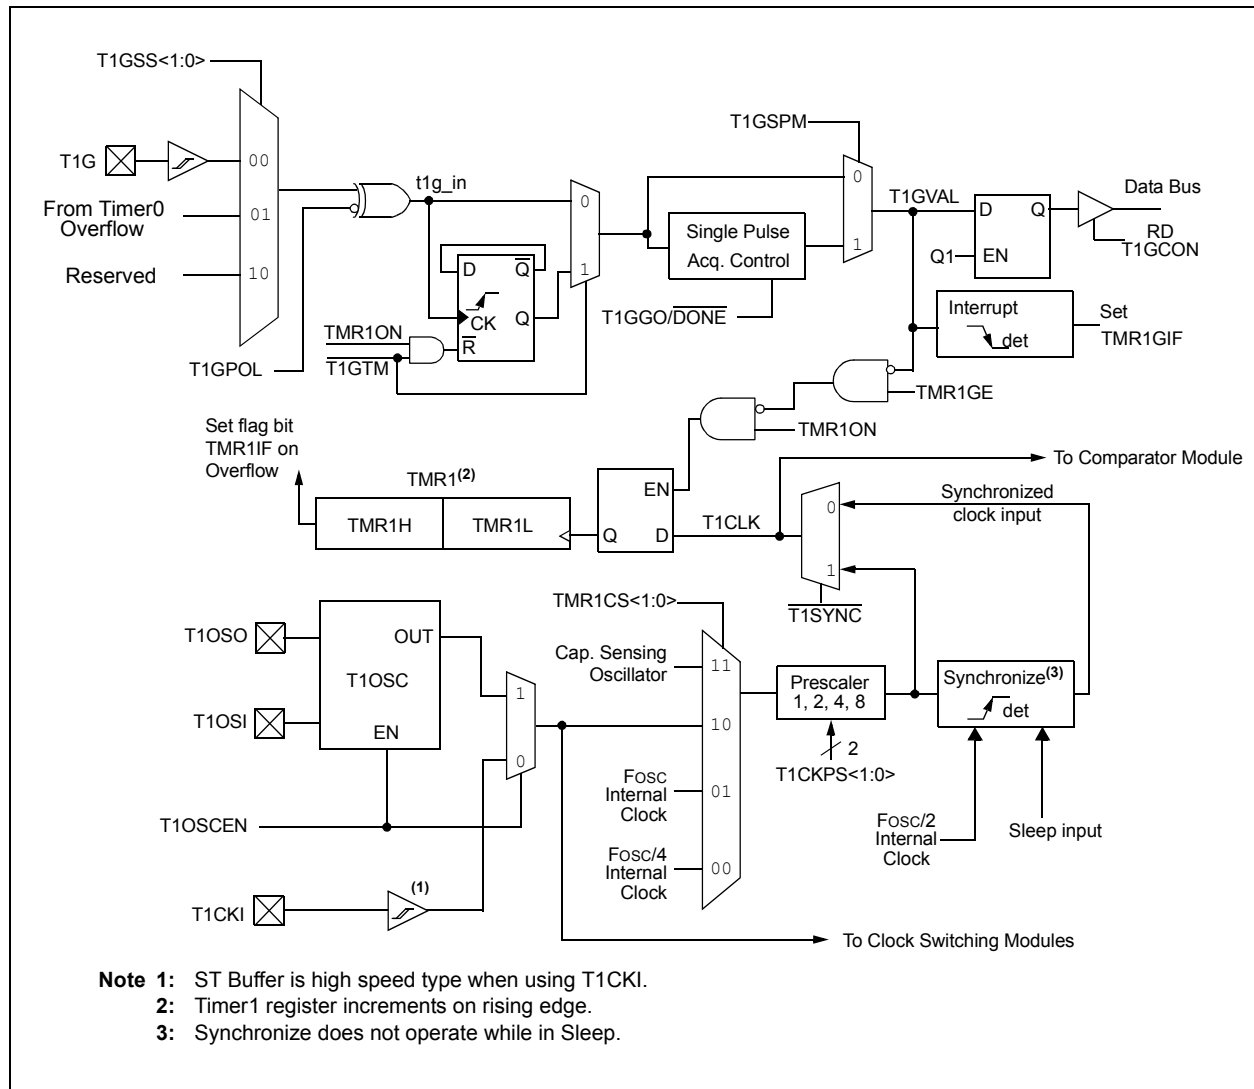 T1GSS<1:0>
T1G
00
From Timer0
Overflow
01
Reserved
10
T1GPOL
t1g_in
0
1
D
Q
CK
Q
R
TMR1ON
T1GTM
T1GSPM
0
1
Single Pulse
Acq. Control
T1GGO/DONE
T1GVAL
D
Q
Q1
EN
Data Bus
RD
T1GCON
Interrupt
det
Set
TMR1GIF
TMR1GE
TMR1ON
Set flag bit
TMR1IF on
Overflow
TMR1(2)
TMR1H
TMR1L
EN
Q
D
T1CLK
To Comparator Module
0
1
Synchronized
clock input
T1SYNC
TMR1CS<1:0>
T1OSO
OUT
T1OSC
T1OSI
EN
1
0
T1OSCEN
T1CKI
(1)
Cap. Sensing
Oscillator
11
10
FOSC
Internal
Clock
01
FOSC/4
Internal
Clock
00
Prescaler
1, 2, 4, 8
2
T1CKPS<1:0>
Synchronize(3)
det
FOSC/2
Internal
Clock
Sleep input
To Clock Switching Modules
Note 1: ST Buffer is high speed type when using T1CKI.
2: Timer1 register increments on rising edge.
3: Synchronize does not operate while in Sleep.